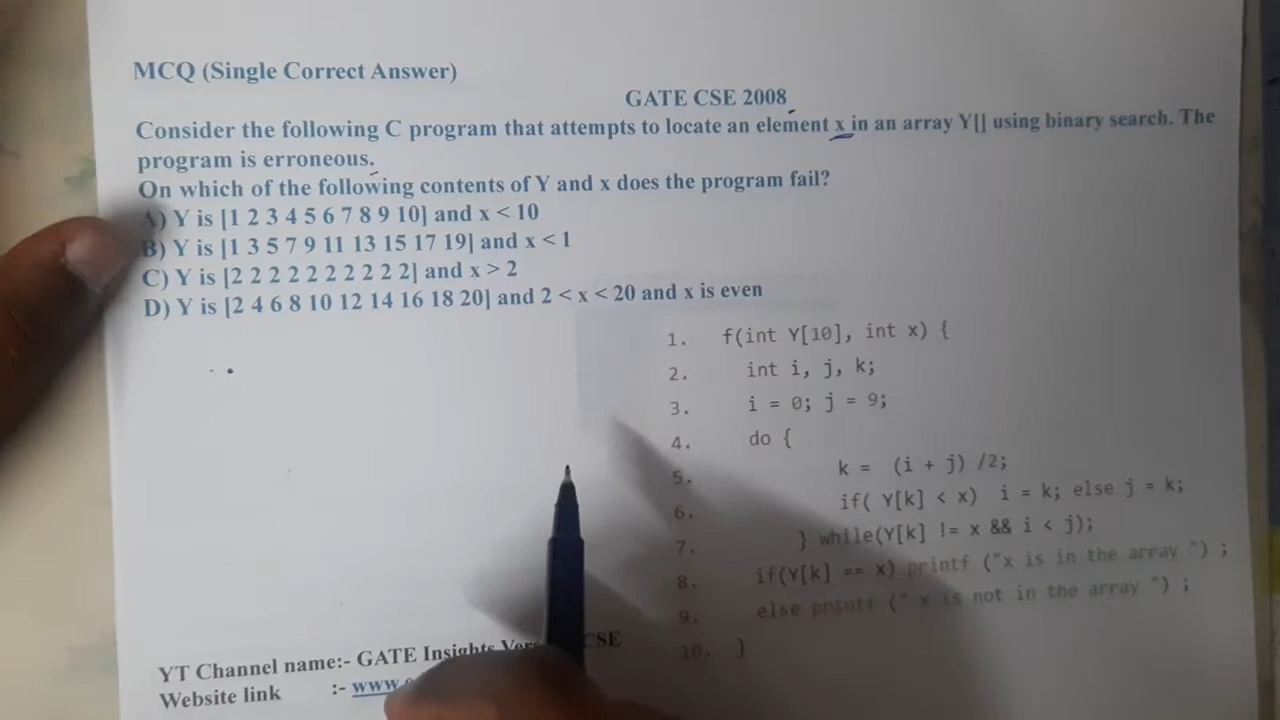 MCQ (Single Correct Answer)
GATE CSE 2008
Consider the following C program that attempts to locate an element x in an array Y[] using binary search. The
program is erroneous.
On which of the following contents of Y and x does the program fail?
A) Y is [1 2 3 4 5 6 7 8 9 10] and x < 10
B) Y is [1 3 5 7 9 11 13 15 17 19] and x < 1
C) Y is [2 2 2 2 2 2 2 2 2 2] and x > 2
D) Y is [2 4 6 8 10 12 14 16 18 20] and 2 < x < 20 and x is even
1. f(int Y[10], int x) {
2. int i, j, k;
3. i = 0; j = 9;
4. do {
5. k = (i + j) /2;
6. if( Y[k] < x) i = k; else j = k;
7. } while(Y[k] != x && i < j);
8. if(Y[k] == x) printf ("x is in the array ") ;
9. else printf (" x is not in the array ") ;
10. }
YT Channel name:- GATE Insights CSE
Website link :- www.